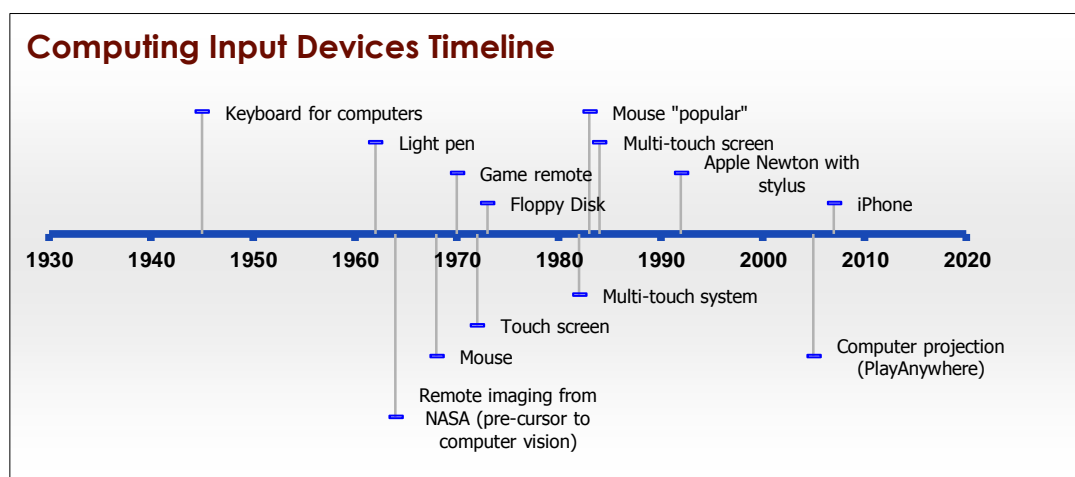 Computing Input Devices Timeline
Keyboard for computers
Mouse "popular"
Light pen
Multi-touch screen
Game remote
Apple Newton with
stylus
Floppy Disk
iPhone
1930 1940 1950 1960 1970 1980 1990 2000 2010 2020
Multi-touch system
Touch screen
Mouse
Computer projection
(PlayAnywhere)
Remote imaging from
NASA (pre-cursor to
computer vision)